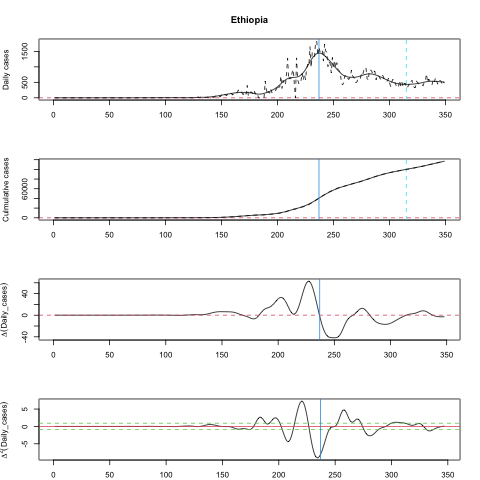 Ethiopia
Daily cases
0 500 1500
0 50 100 150 200 250 300 350
Culmulative cases
0 60000
0 50 100 150 200 250 300 350
Δ(Daily_cases)
-40 0 40
0 50 100 150 200 250 300 350
Δ²(Daily_cases)
-5 0 5
0 50 100 150 200 250 300 350